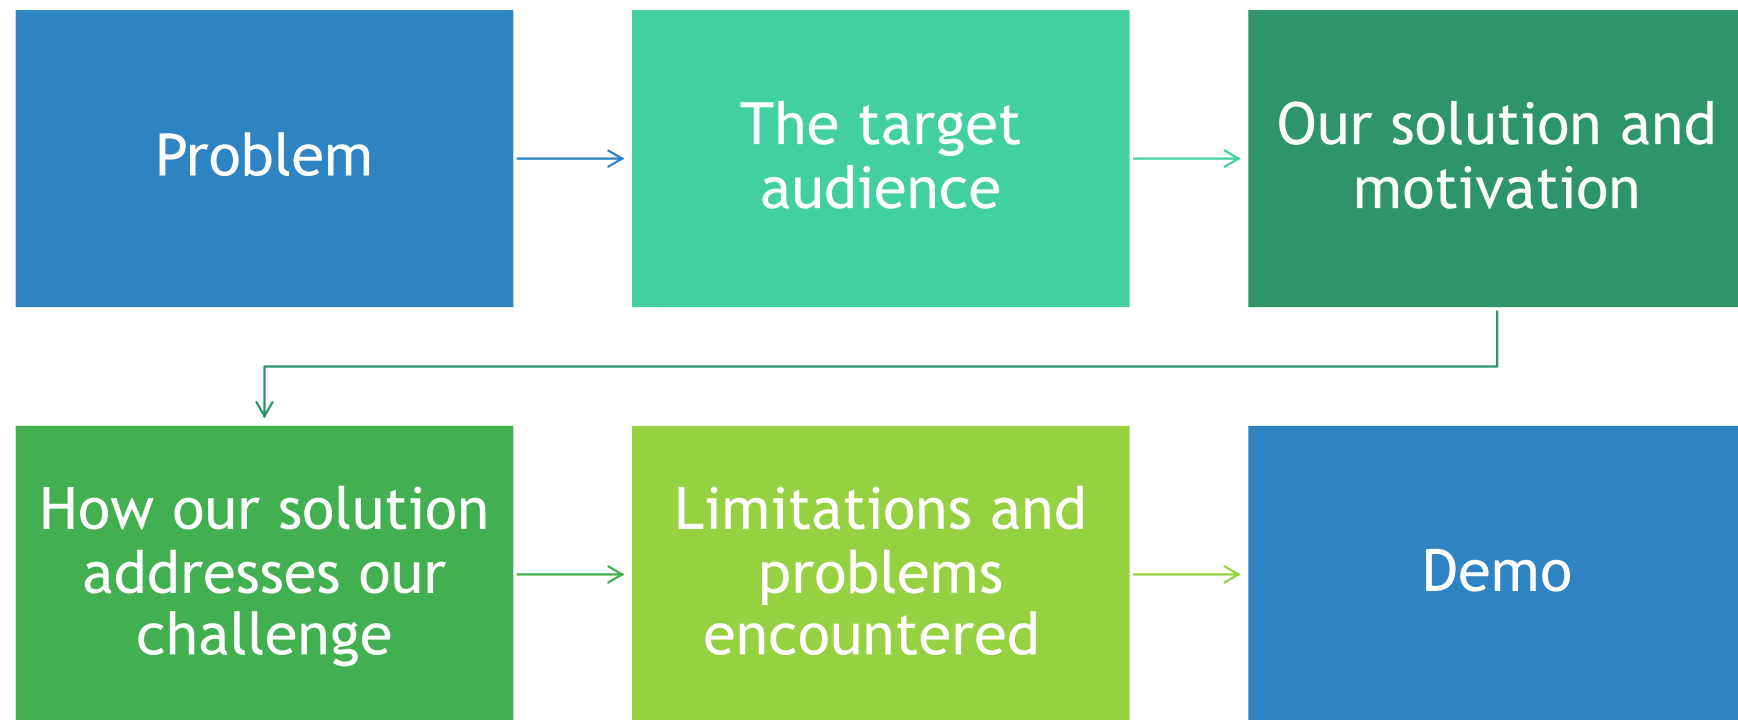 Problem
The target
audience
Our solution and
motivation
How our solution
addresses our
challenge
Limitations and
problems
encountered
Demo